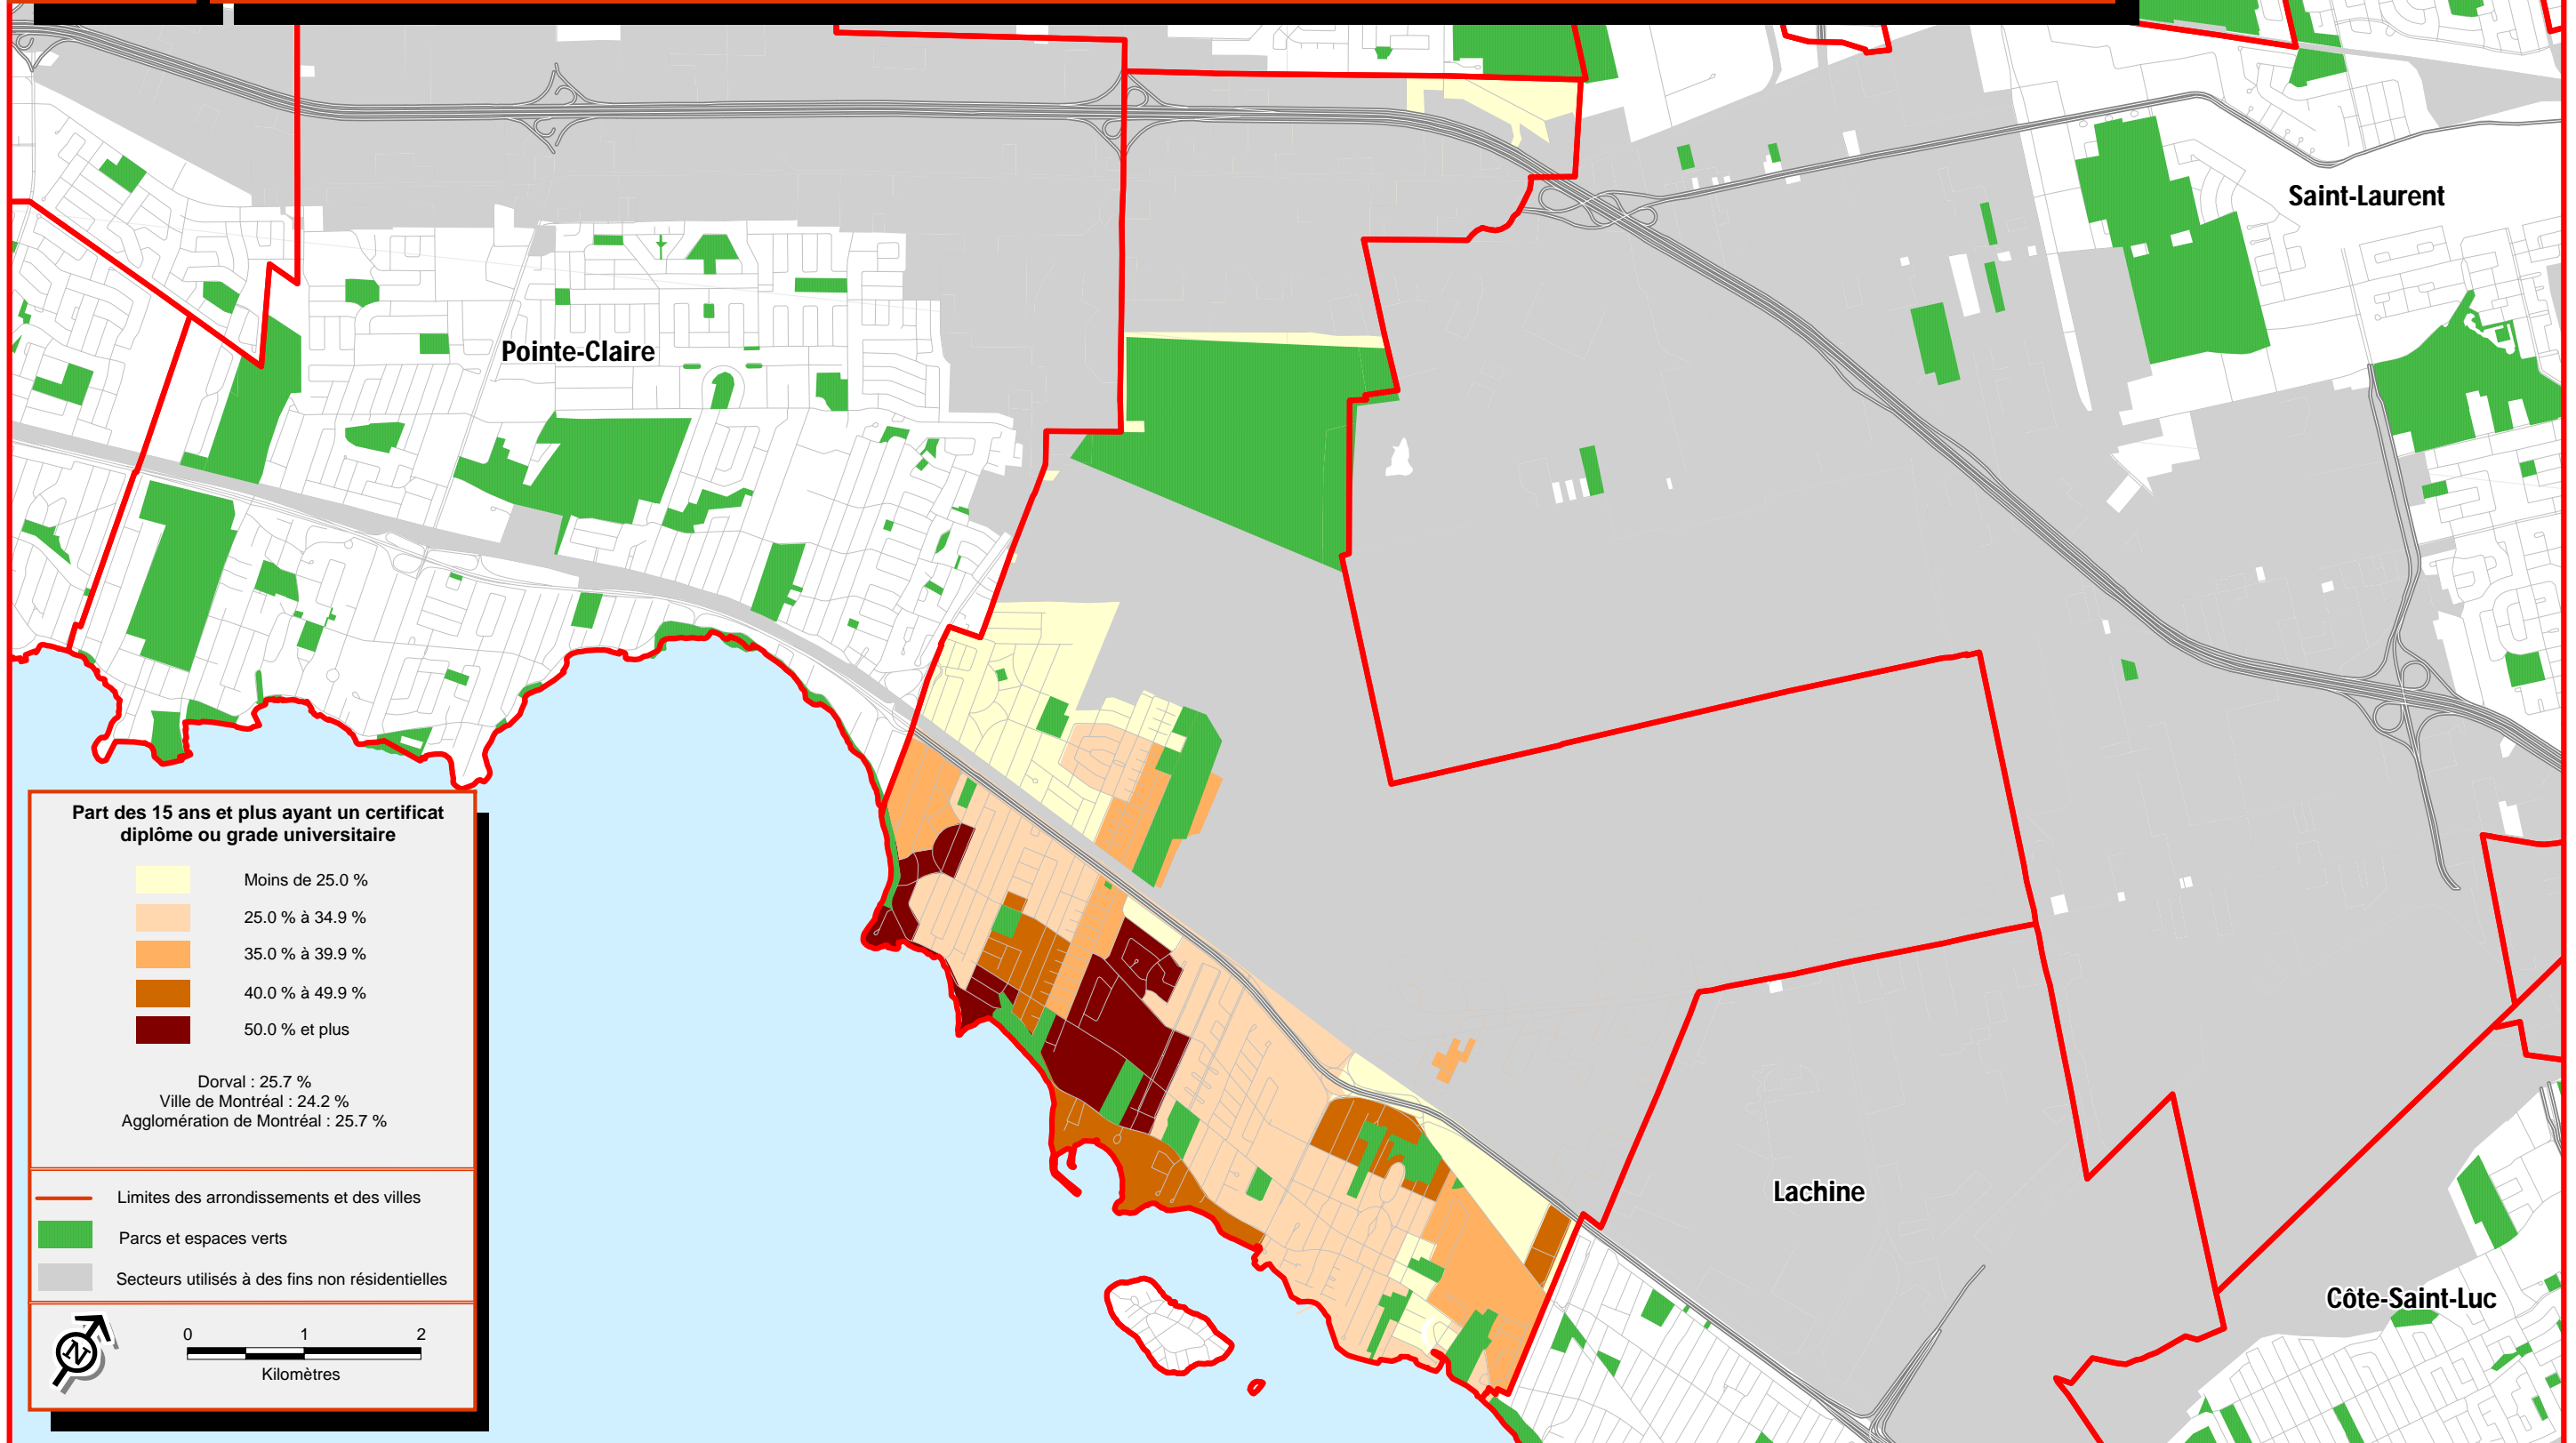 Saint-Laurent
Pointe-Claire
Part des 15 ans et plus ayant un certificat
diplôme ou grade universitaire
Moins de 25.0 %
25.0 % à 34.9 %
35.0 % à 39.9 %
40.0 % à 49.9 %
50.0 % et plus
Dorval : 25.7 %
Ville de Montréal : 24.2 %
Agglomération de Montréal : 25.7 %
Limites des arrondissements et des villes
Parcs et espaces verts
Secteurs utilisés à des fins non résidentielles
N
0 1 2
Kilomètres
Lachine
Côte-Saint-Luc